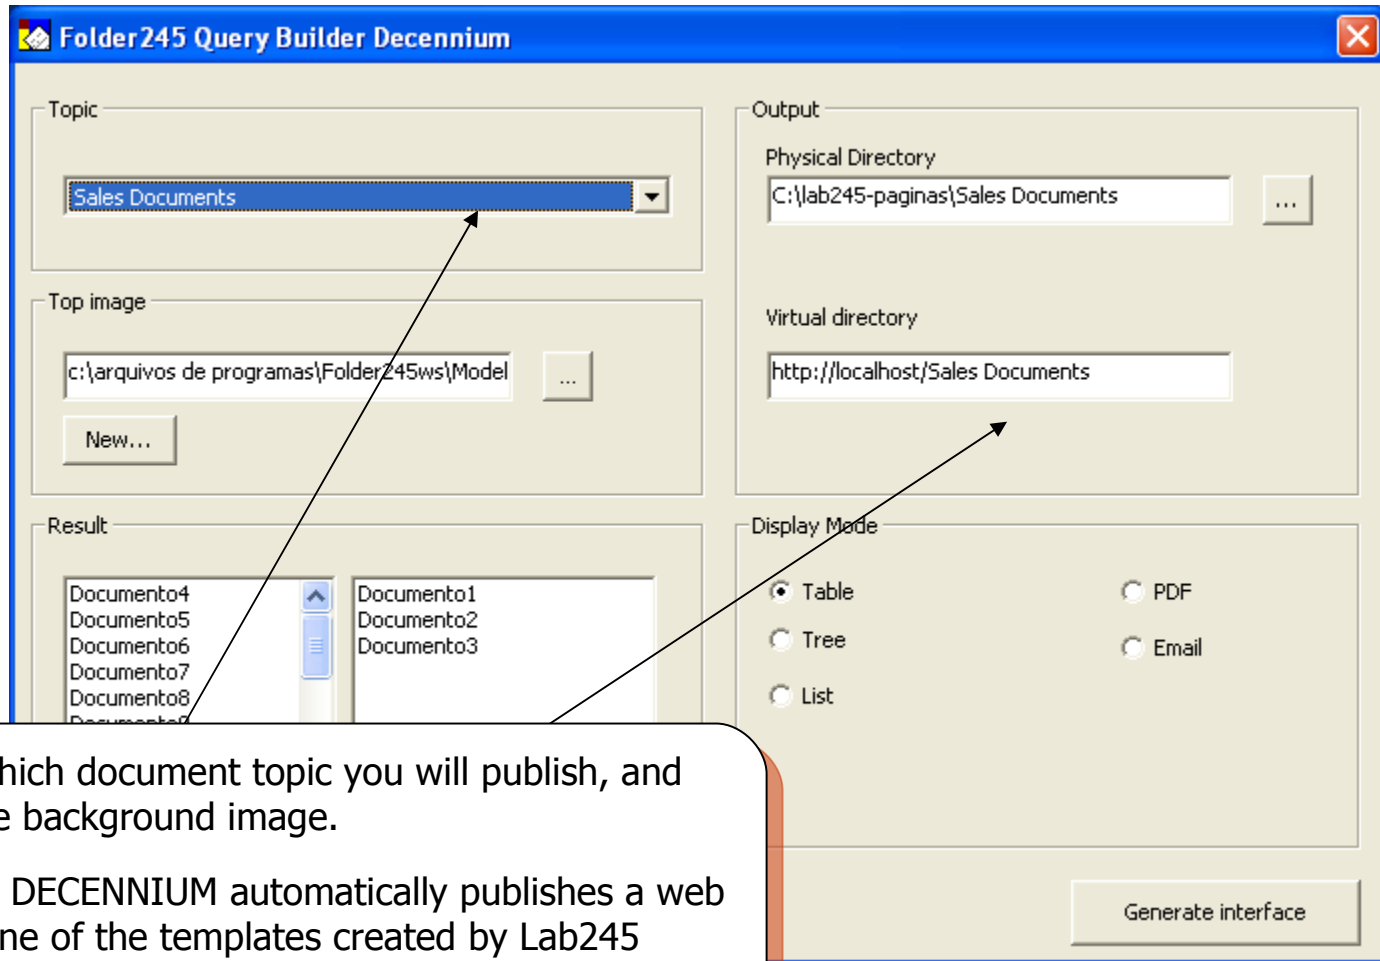 Folder245 Query Builder Decennium
Topic
Sales Documents
Top image
c:\arquivos de programas\Folder245ws\Model
...
New...
Result
Documento4
Documento5
Documento6
Documento7
Documento8
Documento1
Documento2
Documento3
Output
Physical Directory
C:\lab245-paginas\Sales Documents
...
Virtual directory
http://localhost/Sales Documents
Display Mode
Table
Tree
List
PDF
Email
Generate interface
hich document topic you will publish, and
e background image.
DECENNIUM automatically publishes a web
ne of the templates created by Lab245